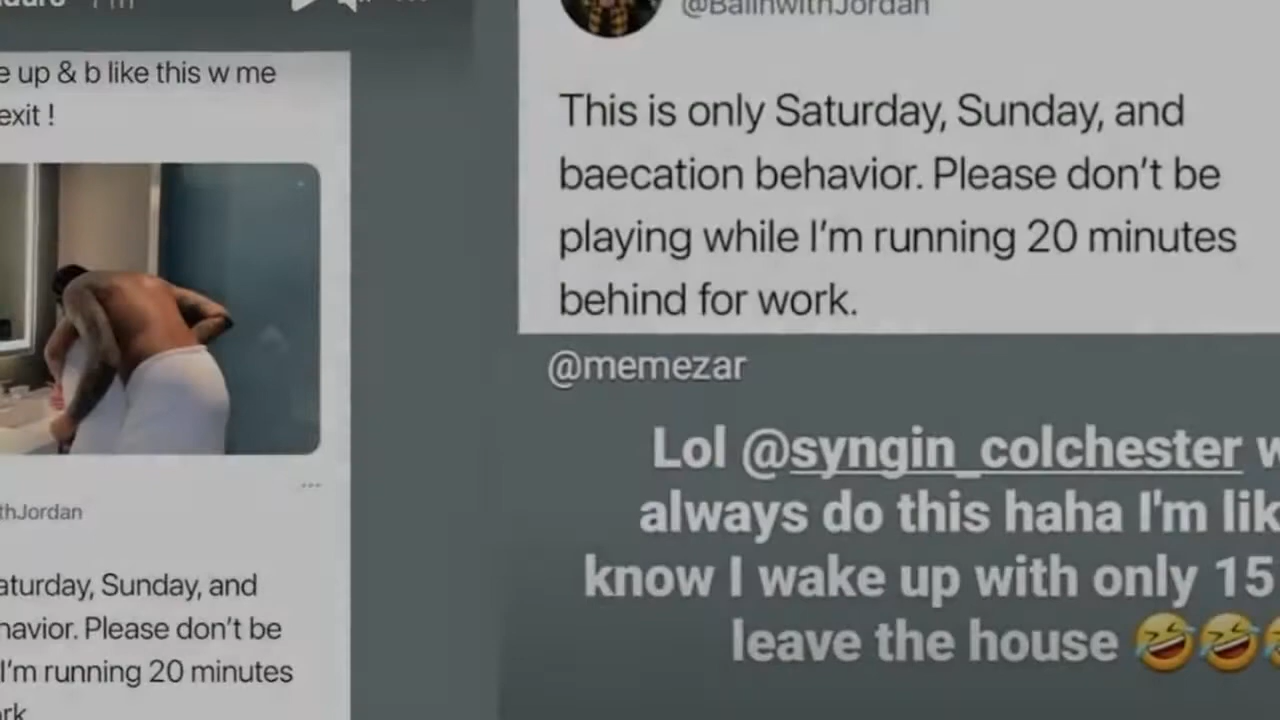 e up & b like this w me
exit !
thJordan
aturday, Sunday, and
navior. Please don't be
I'm running 20 minutes
rk
@BallinwithJordan
This is only Saturday, Sunday, and
baecation behavior. Please don't be
playing while I'm running 20 minutes
behind for work.
@memezar
Lol @syngin_colchester w
always do this haha I'm lik
know I wake up with only 15
leave the house 🤣🤣🤣